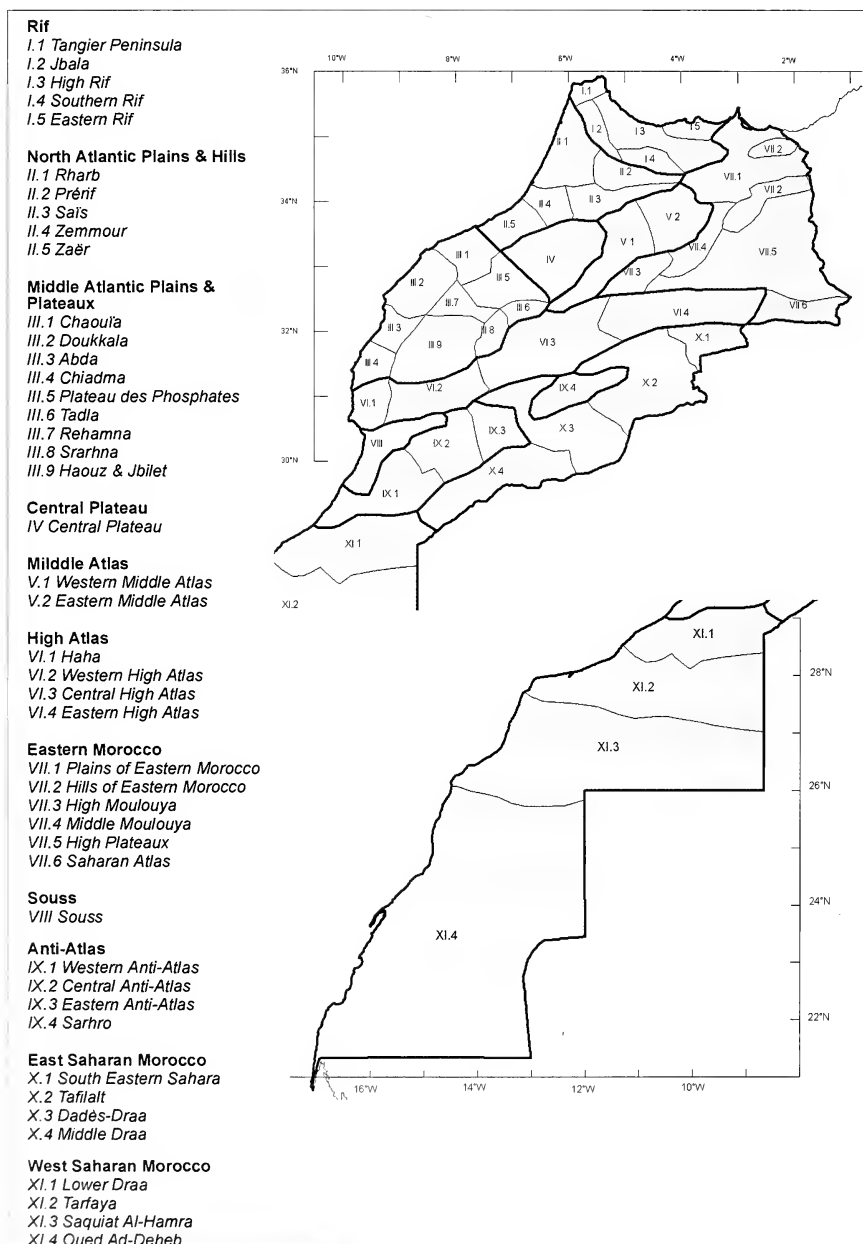 Rif
I.1 Tangier Peninsula
I.2 Jbala
I.3 High Rif
I.4 Southern Rif
I.5 Eastern Rif
North Atlantic Plains & Hills
II.1 Rharb
II.2 Prérif
II.3 Saïs
II.4 Zemmour
II.5 Zaër
Middle Atlantic Plains &
Plateaux
III.1 Chaouïa
III.2 Doukkala
III.3 Abda
III.4 Chiadma
III.5 Plateau des Phosphates
III.6 Tadla
III.7 Rehamna
III.8 Srarhna
III.9 Haouz & Jbilet
Central Plateau
IV Central Plateau
Milddle Atlas
V.1 Western Middle Atlas
V.2 Eastern Middle Atlas
High Atlas
VI.1 Haha
VI.2 Western High Atlas
VI.3 Central High Atlas
VI.4 Eastern High Atlas
Eastern Morocco
VII.1 Plains of Eastern Morocco
VII.2 Hills of Eastern Morocco
VII.3 High Moulouya
VII.4 Middle Moulouya
VII.5 High Plateaux
VII.6 Saharan Atlas
Souss
VIII Souss
Anti-Atlas
IX.1 Western Anti-Atlas
IX.2 Central Anti-Atlas
IX.3 Eastern Anti-Atlas
IX.4 Sarhro
East Saharan Morocco
X.1 South Eastern Sahara
X.2 Tafilalt
X.3 Dadès-Draa
X.4 Middle Draa
West Saharan Morocco
XI.1 Lower Draa
XI.2 Tarfaya
XI.3 Saquiat Al-Hamra
XI.4 Oued Ad-Deheb
10°W 8°W 6°W 4°W 2°W
36°N
34°N
32°N
30°N
I.1
I.2
I 3
I 5
I 4
II 1
II 2
II 3
II 4
II.5
VII 2
VII.1
VII 2
V 2
V 1
VII.4
VII 3
VII.5
VII 6
IV
III 1
III 2
III 5
III.7
III 6
III 3
III 8
III 9
III 4
VI 3
VI 4
VI.2
VI.1
X.1
X 2
IX 4
X 3
X 4
VIII
IX 2
IX.3
IX 1
XI 1
XI.2
XI.1
XI.2
XI.3
XI.4
28°N
26°N
24°N
22°N
16°W 14°W 12°W 10°W